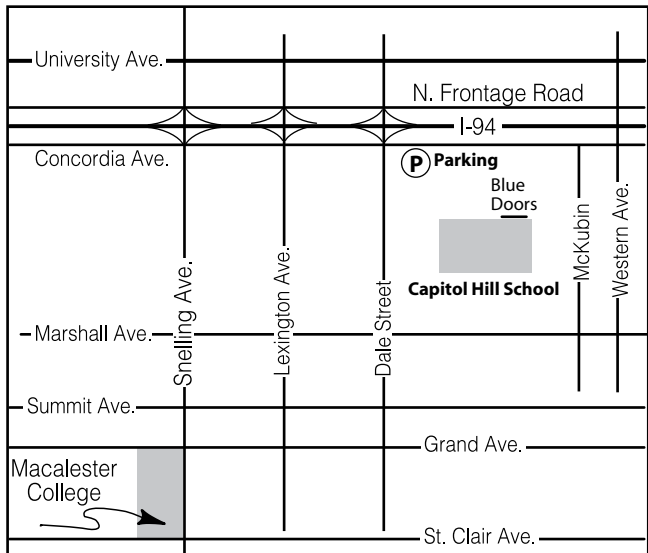 University Ave.
N. Frontage Road
I-94
Concordia Ave.
P Parking
Blue
Doors
Capitol Hill School
Snelling Ave.
Lexington Ave.
Dale Street
McKubin
Western Ave.
Marshall Ave.
Summit Ave.
Grand Ave.
Macalester
College
St. Clair Ave.